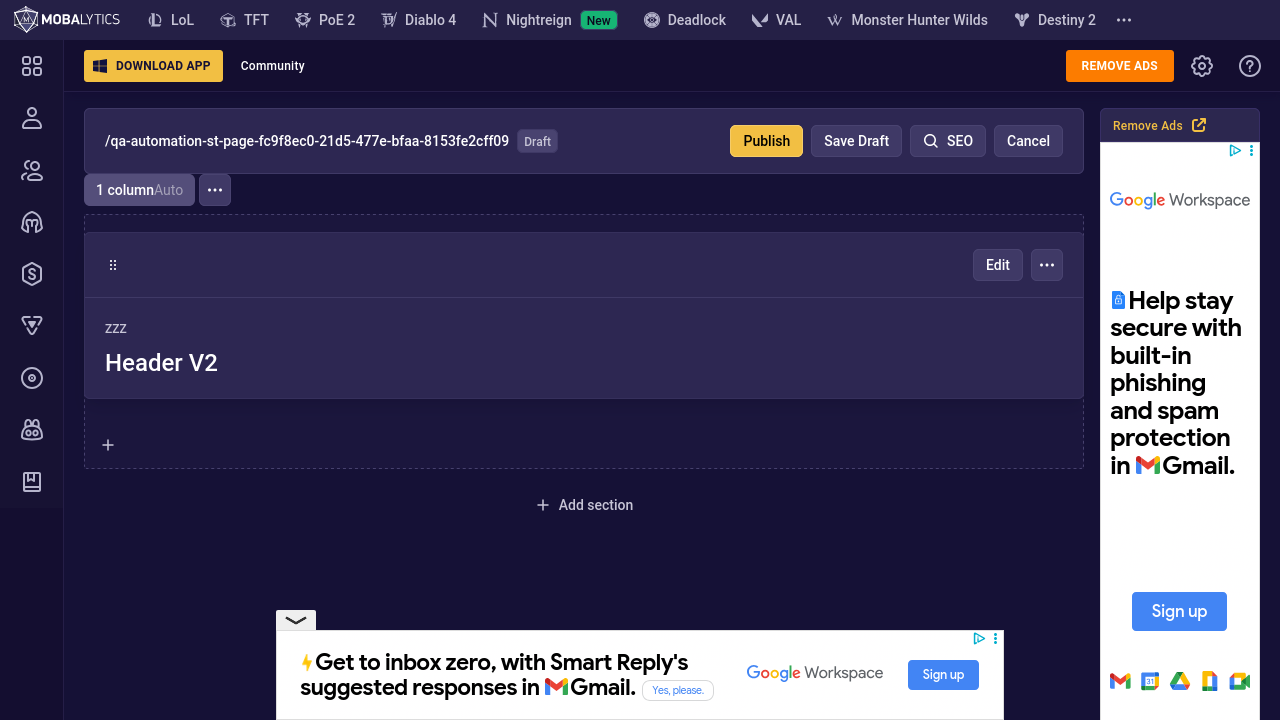 MOBALYTICS
LoL
TFT
PoE 2
Diablo 4
Nightreign New
Deadlock
VAL
Monster Hunter Wilds
Destiny 2
DOWNLOAD APP
Community
REMOVE ADS
/qa-automation-st-page-fc9f8ec0-21d5-477e-bfaa-8153fe2cff09 Draft
Publish
Save Draft
SEO
Cancel
1 columnAuto
Edit
zzz
Header V2
Add section
Remove Ads
Google Workspace
Help stay
secure with
built-in
phishing
and spam
protection
in Gmail.
Sign up
31
Get to inbox zero, with Smart Reply's
suggested responses in Gmail.
Yes, please.
Google Workspace
Sign up